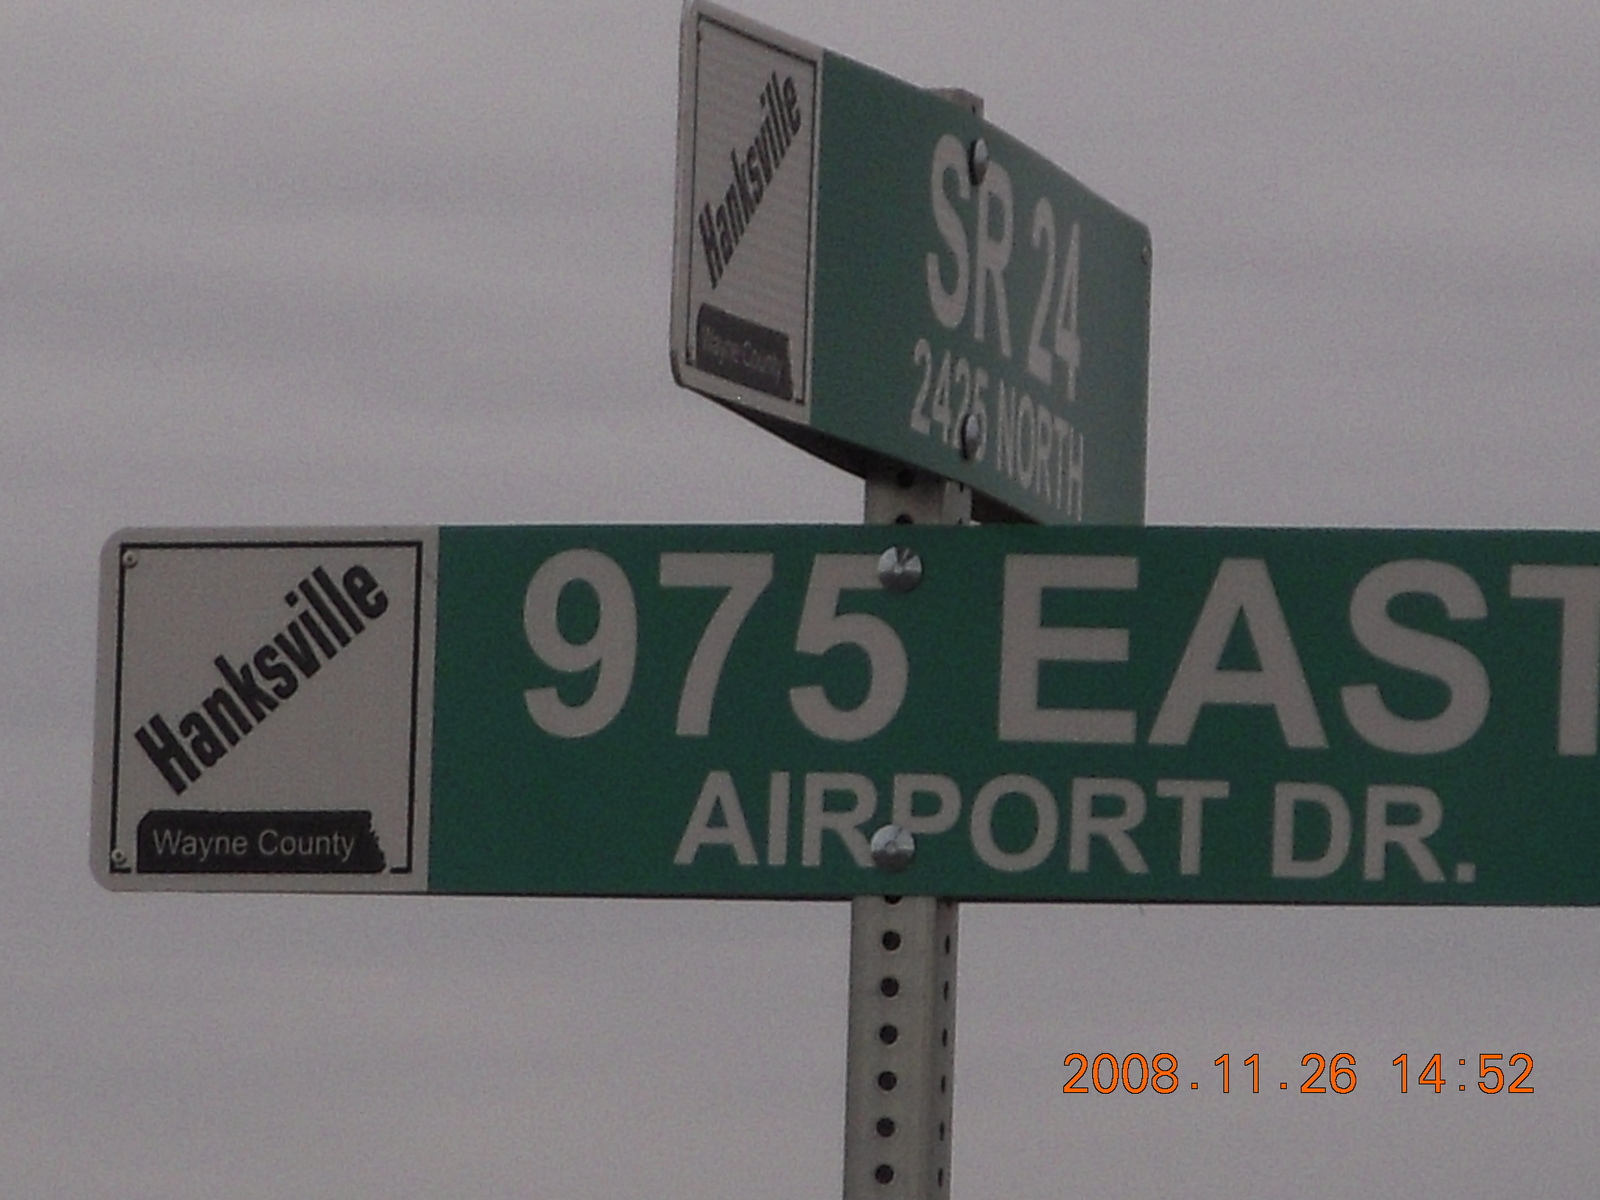 Hanksville
Wayne County
SR 24
2425 NORTH
Hanksville
Wayne County
975 EAST
AIRPORT DR.
2008.11.26 14:52